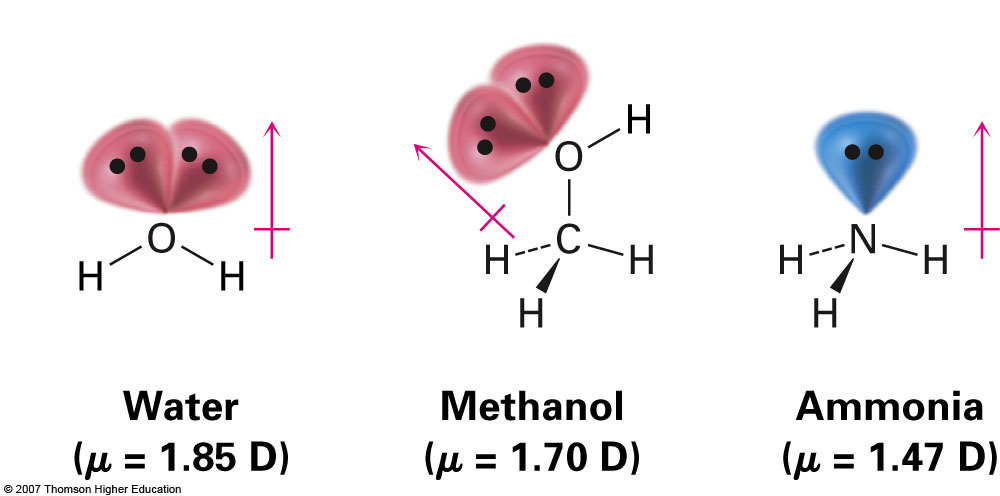 O
H H
H
O
H C H
H
H N H
H
Water
(μ = 1.85 D)
Methanol
(μ = 1.70 D)
Ammonia
(μ = 1.47 D)
© 2007 Thomson Higher Education